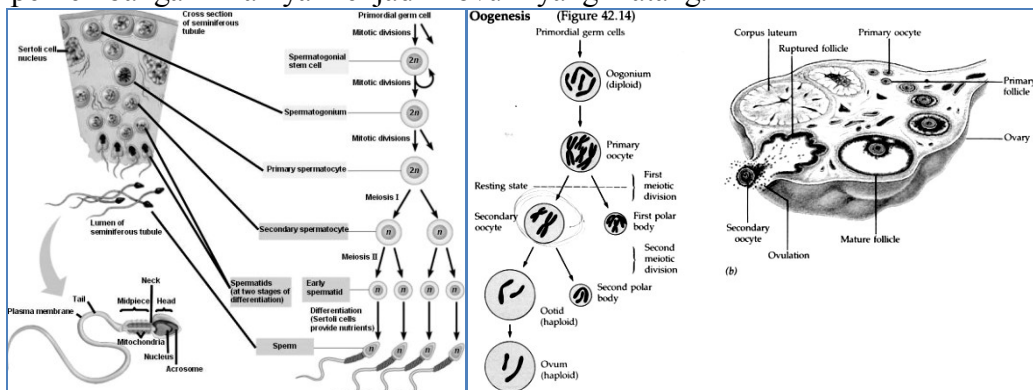 Cross section
of seminiferous
tubule
Sertoli cell
nucleus
Lumen of
seminiferous tubule
Primordial germ cell
Mitotic divisions
Spermatogonial
stem cell
2n
Mitotic divisions
Spermatogonium
2n
Mitotic divisions
Primary spermatocyte
2n
Meiosis I
Secondary spermatocyte
n
n
Meiosis II
Spermatids
(at two stages of
differentiation)
Early
spermatid
n
n
n
n
Differentiation
(Sertoli cells
provide nutrients)
Sperm
n
n
n
n
Neck
Tail
Midpiece
Head
Plasma membrane
Mitochondria
Nucleus
Acrosome
Oogenesis (Figure 42.14)
Primordial germ cells
Oogonium
(diploid)
Primary
oocyte
Resting state
First
meiotic
division
Secondary
oocyte
First polar
body
Second
meiotic
division
Second polar
body
Ootid
(haploid)
Ovum
(haploid)
Corpus luteum
Ruptured follicle
Primary oocyte
Primary
follicle
Ovary
Mature follicle
Secondary
oocyte
Ovulation
(b)